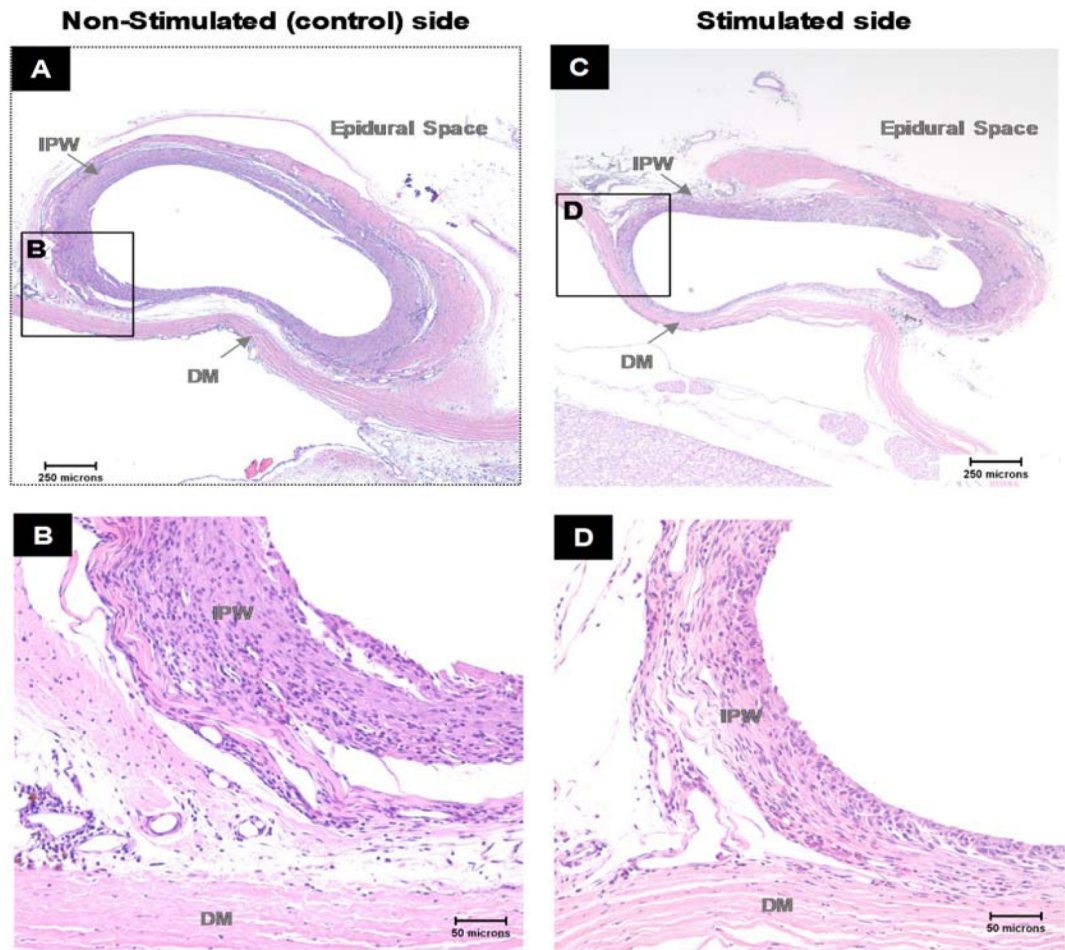 Non-Stimulated (control) side
Stimulated side
A
IPW
Epidural Space
B
DM
250 microns
C
Epidural Space
IPW
D
DM
250 microns
B
IPW
DM
50 microns
D
IPW
DM
50 microns